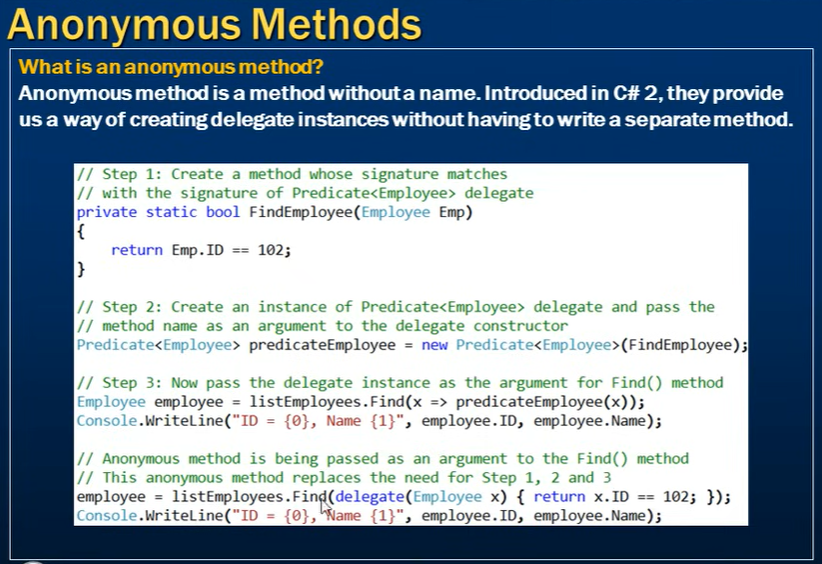 Anonymous Methods
What is an anonymous method?
Anonymous method is a method without a name. Introduced in C# 2, they provide
us a way of creating delegate instances without having to write a separate method.
// Step 1: Create a method whose signature matches
// with the signature of Predicate<Employee> delegate
private static bool FindEmployee(Employee Emp)
{
    return Emp.ID == 102;
}
// Step 2: Create an instance of Predicate<Employee> delegate and pass the
// method name as an argument to the delegate constructor
Predicate<Employee> predicateEmployee = new Predicate<Employee>(FindEmployee);
// Step 3: Now pass the delegate instance as the argument for Find() method
Employee employee = listEmployees.Find(x => predicateEmployee(x));
Console.WriteLine("ID = {0}, Name {1}", employee.ID, employee.Name);
// Anonymous method is being passed as an argument to the Find() method
// This anonymous method replaces the need for Step 1, 2 and 3
employee = listEmployees.Find(delegate(Employee x) { return x.ID == 102; });
Console.WriteLine("ID = {0}, Name {1}", employee.ID, employee.Name);